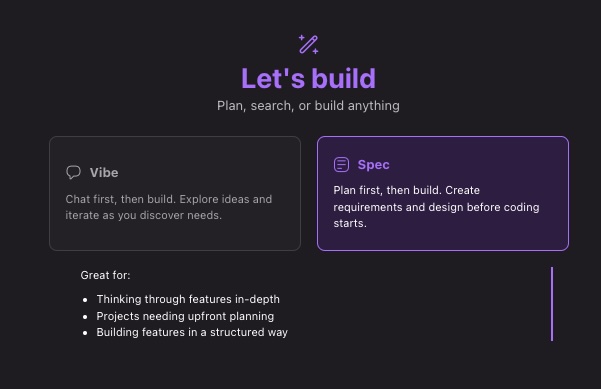 Let's build
Plan, search, or build anything
Vibe
Chat first, then build. Explore ideas and
iterate as you discover needs.
Spec
Plan first, then build. Create
requirements and design before coding
starts.
Great for:
Thinking through features in-depth
Projects needing upfront planning
Building features in a structured way